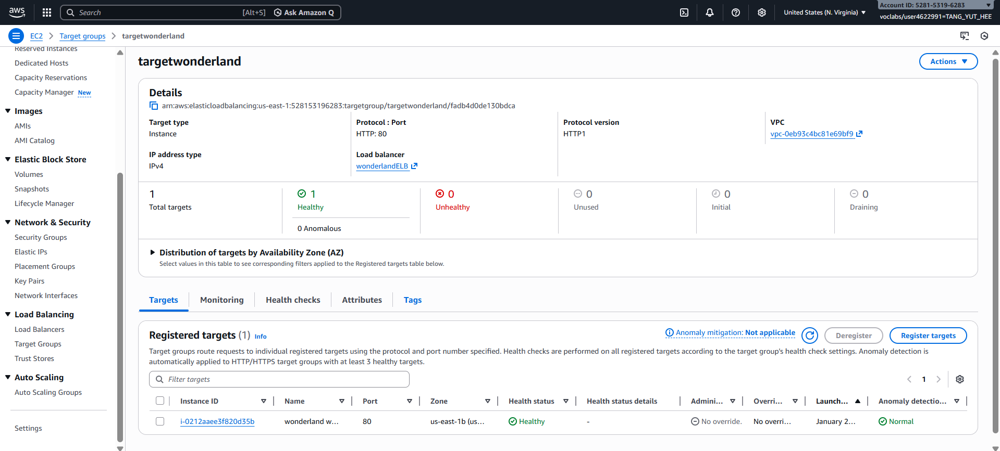 aws
Search [Alt+S] Ask Amazon Q
United States (N. Virginia)
Account ID: 5281-5319-6283
voclabs/user4622991=TANG_YUT_HEE
EC2 Target groups targetwonderland
Reserved Instances
Dedicated Hosts
Capacity Reservations
Capacity Manager New
Images
AMIs
AMI Catalog
Elastic Block Store
Volumes
Snapshots
Lifecycle Manager
Network & Security
Security Groups
Elastic IPs
Placement Groups
Key Pairs
Network Interfaces
Load Balancing
Load Balancers
Target Groups
Trust Stores
Auto Scaling
Auto Scaling Groups
Settings
targetwonderland
Actions
Details
arn:aws:elasticloadbalancing:us-east-1:528153196283:targetgroup/targetwonderland/fadb4d0de130bdca
Target type
Instance
Protocol : Port
HTTP: 80
Protocol version
HTTP1
VPC
vpc-0eb93c4bc81e69bf9
IP address type
IPv4
Load balancer
wonderlandELB
1
Total targets
1
Healthy
0 Anomalous
0
Unhealthy
0
Unused
0
Initial
0
Draining
Distribution of targets by Availability Zone (AZ)
Select values in this table to see corresponding filters applied to the Registered targets table below.
Targets Monitoring Health checks Attributes Tags
Registered targets (1) Info
Anomaly mitigation: Not applicable
Deregister
Register targets
Target groups route requests to individual registered targets using the protocol and port number specified. Health checks are performed on all registered targets according to the target group's health check settings. Anomaly detection is
automatically applied to HTTP/HTTPS target groups with at least 3 healthy targets.
Filter targets
1
Instance ID Name Port Zone Health status Health status details Admini... Overri... Launch... Anomaly detectio...
i-0212aaee3f820d35b wonderland w... 80 us-east-1b (us... Healthy - No override. No overri... January 2... Normal